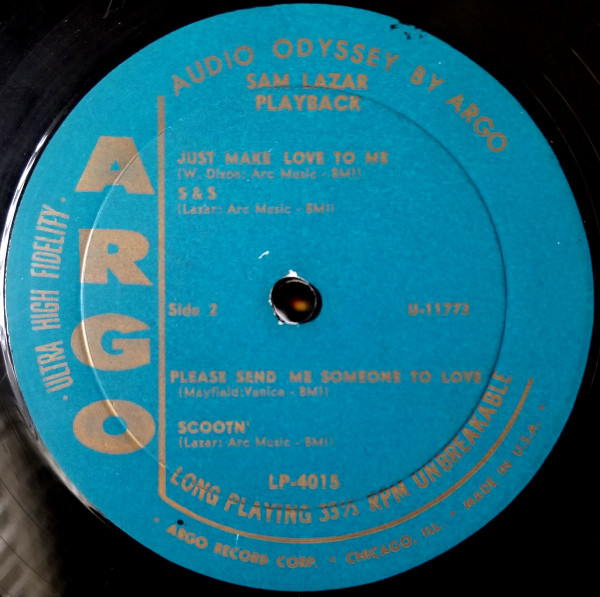 AUDIO ODYSSEY BY ARGO
SAM LAZAR
PLAYBACK
JUST MAKE LOVE TO ME
(W. Dixon: Arc Music - BMI)
S & S
(Lazar: Arc Music - BMI)
ARGO
· ULTRA HIGH FIDELITY ·
Side 2
U-11773
PLEASE SEND ME SOMEONE TO LOVE
(Mayfield: Venice - BMI)
SCOOTN'
(Lazar: Arc Music - BMI)
LP-4015
LONG PLAYING 33⅓ RPM UNBREAKABLE
· ARGO RECORD CORP. · CHICAGO, ILL. · MADE IN U.S.A. ·